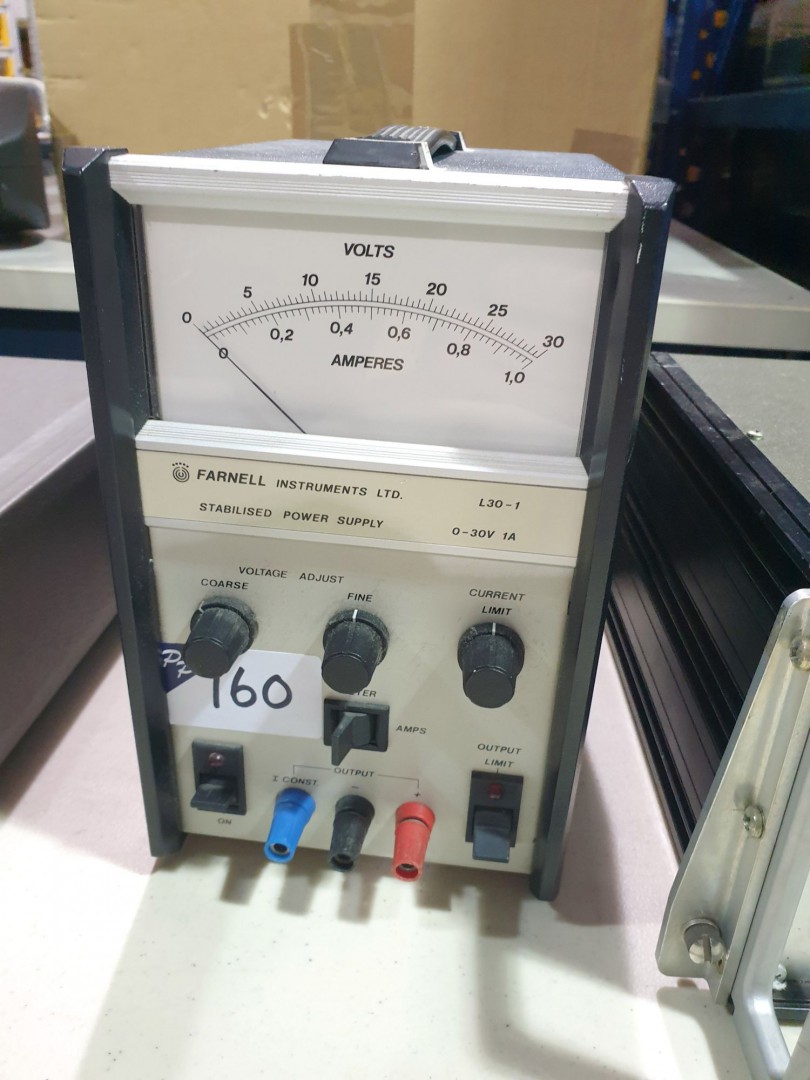 VOLTS
0 5 10 15 20 25 30
0 0,2 0,4 0,6 0,8 1,0
AMPERES
FARNELL INSTRUMENTS LTD. L30-1
STABILISED POWER SUPPLY 0-30V 1A
VOLTAGE ADJUST
COARSE FINE
CURRENT
LIMIT
160
AMPS
OUTPUT
I CONST. - +
OUTPUT
LIMIT
ON